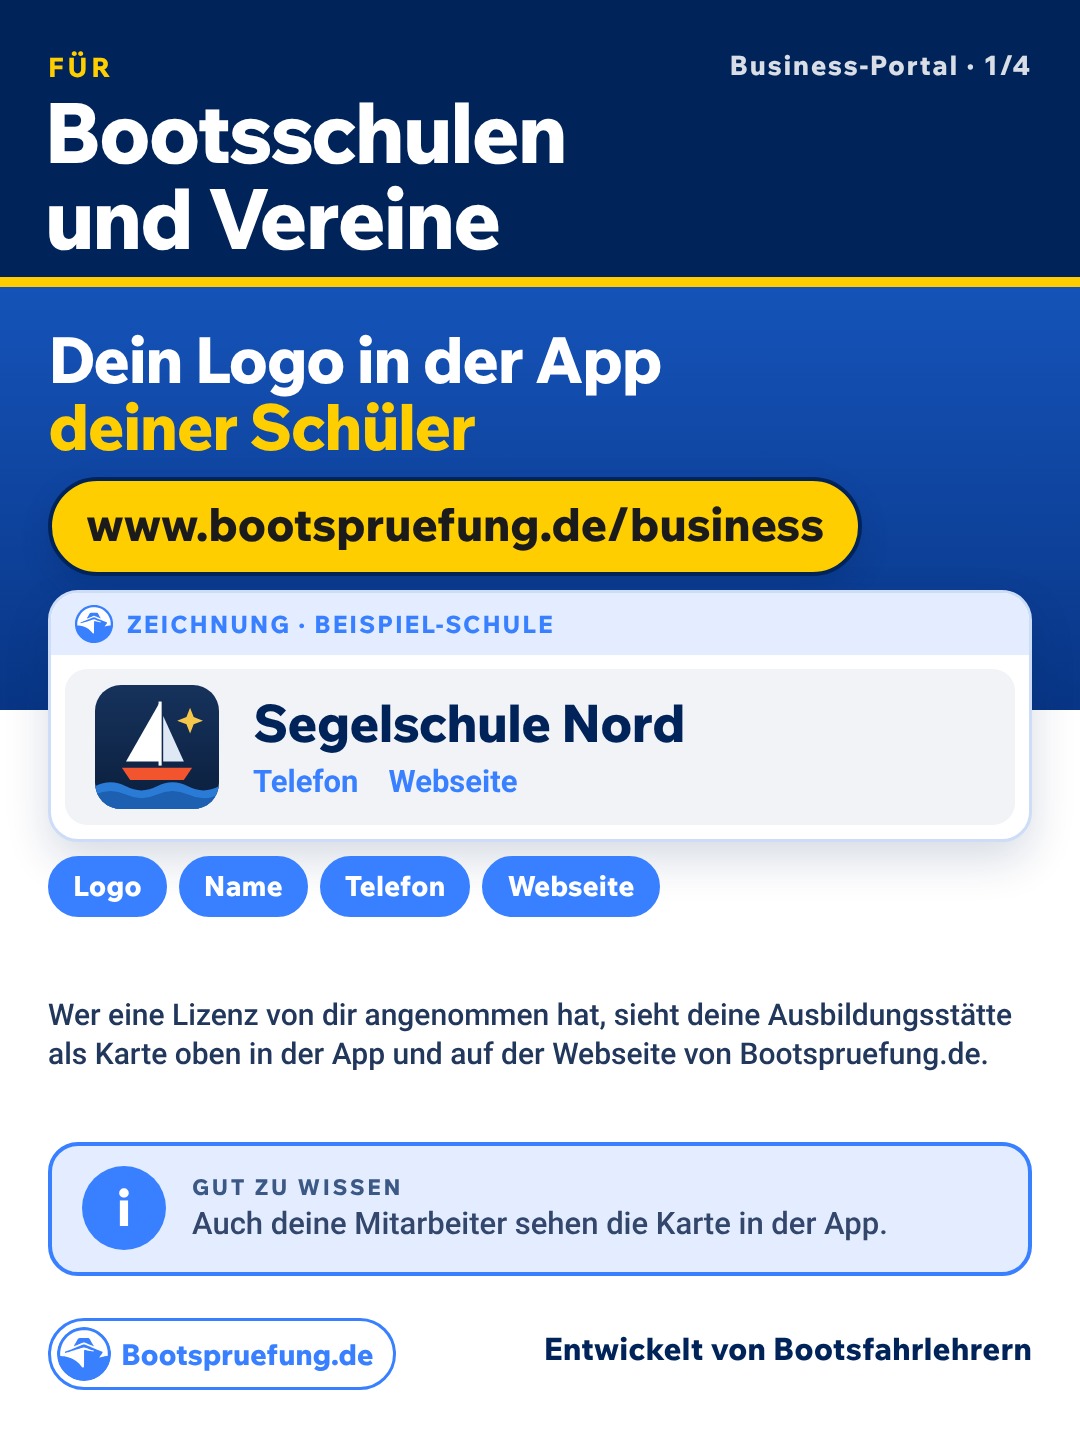 FÜR
Business-Portal · 1/4
Bootsschulen
und Vereine
Dein Logo in der App
deiner Schüler
www.bootspruefung.de/business
ZEICHNUNG · BEISPIEL-SCHULE
Segelschule Nord
Telefon Webseite
Logo Name Telefon Webseite
Wer eine Lizenz von dir angenommen hat, sieht deine Ausbildungsstätte
als Karte oben in der App und auf der Webseite von Bootspruefung.de.
GUT ZU WISSEN
Auch deine Mitarbeiter sehen die Karte in der App.
Bootspruefung.de
Entwickelt von Bootsfahrlehrern